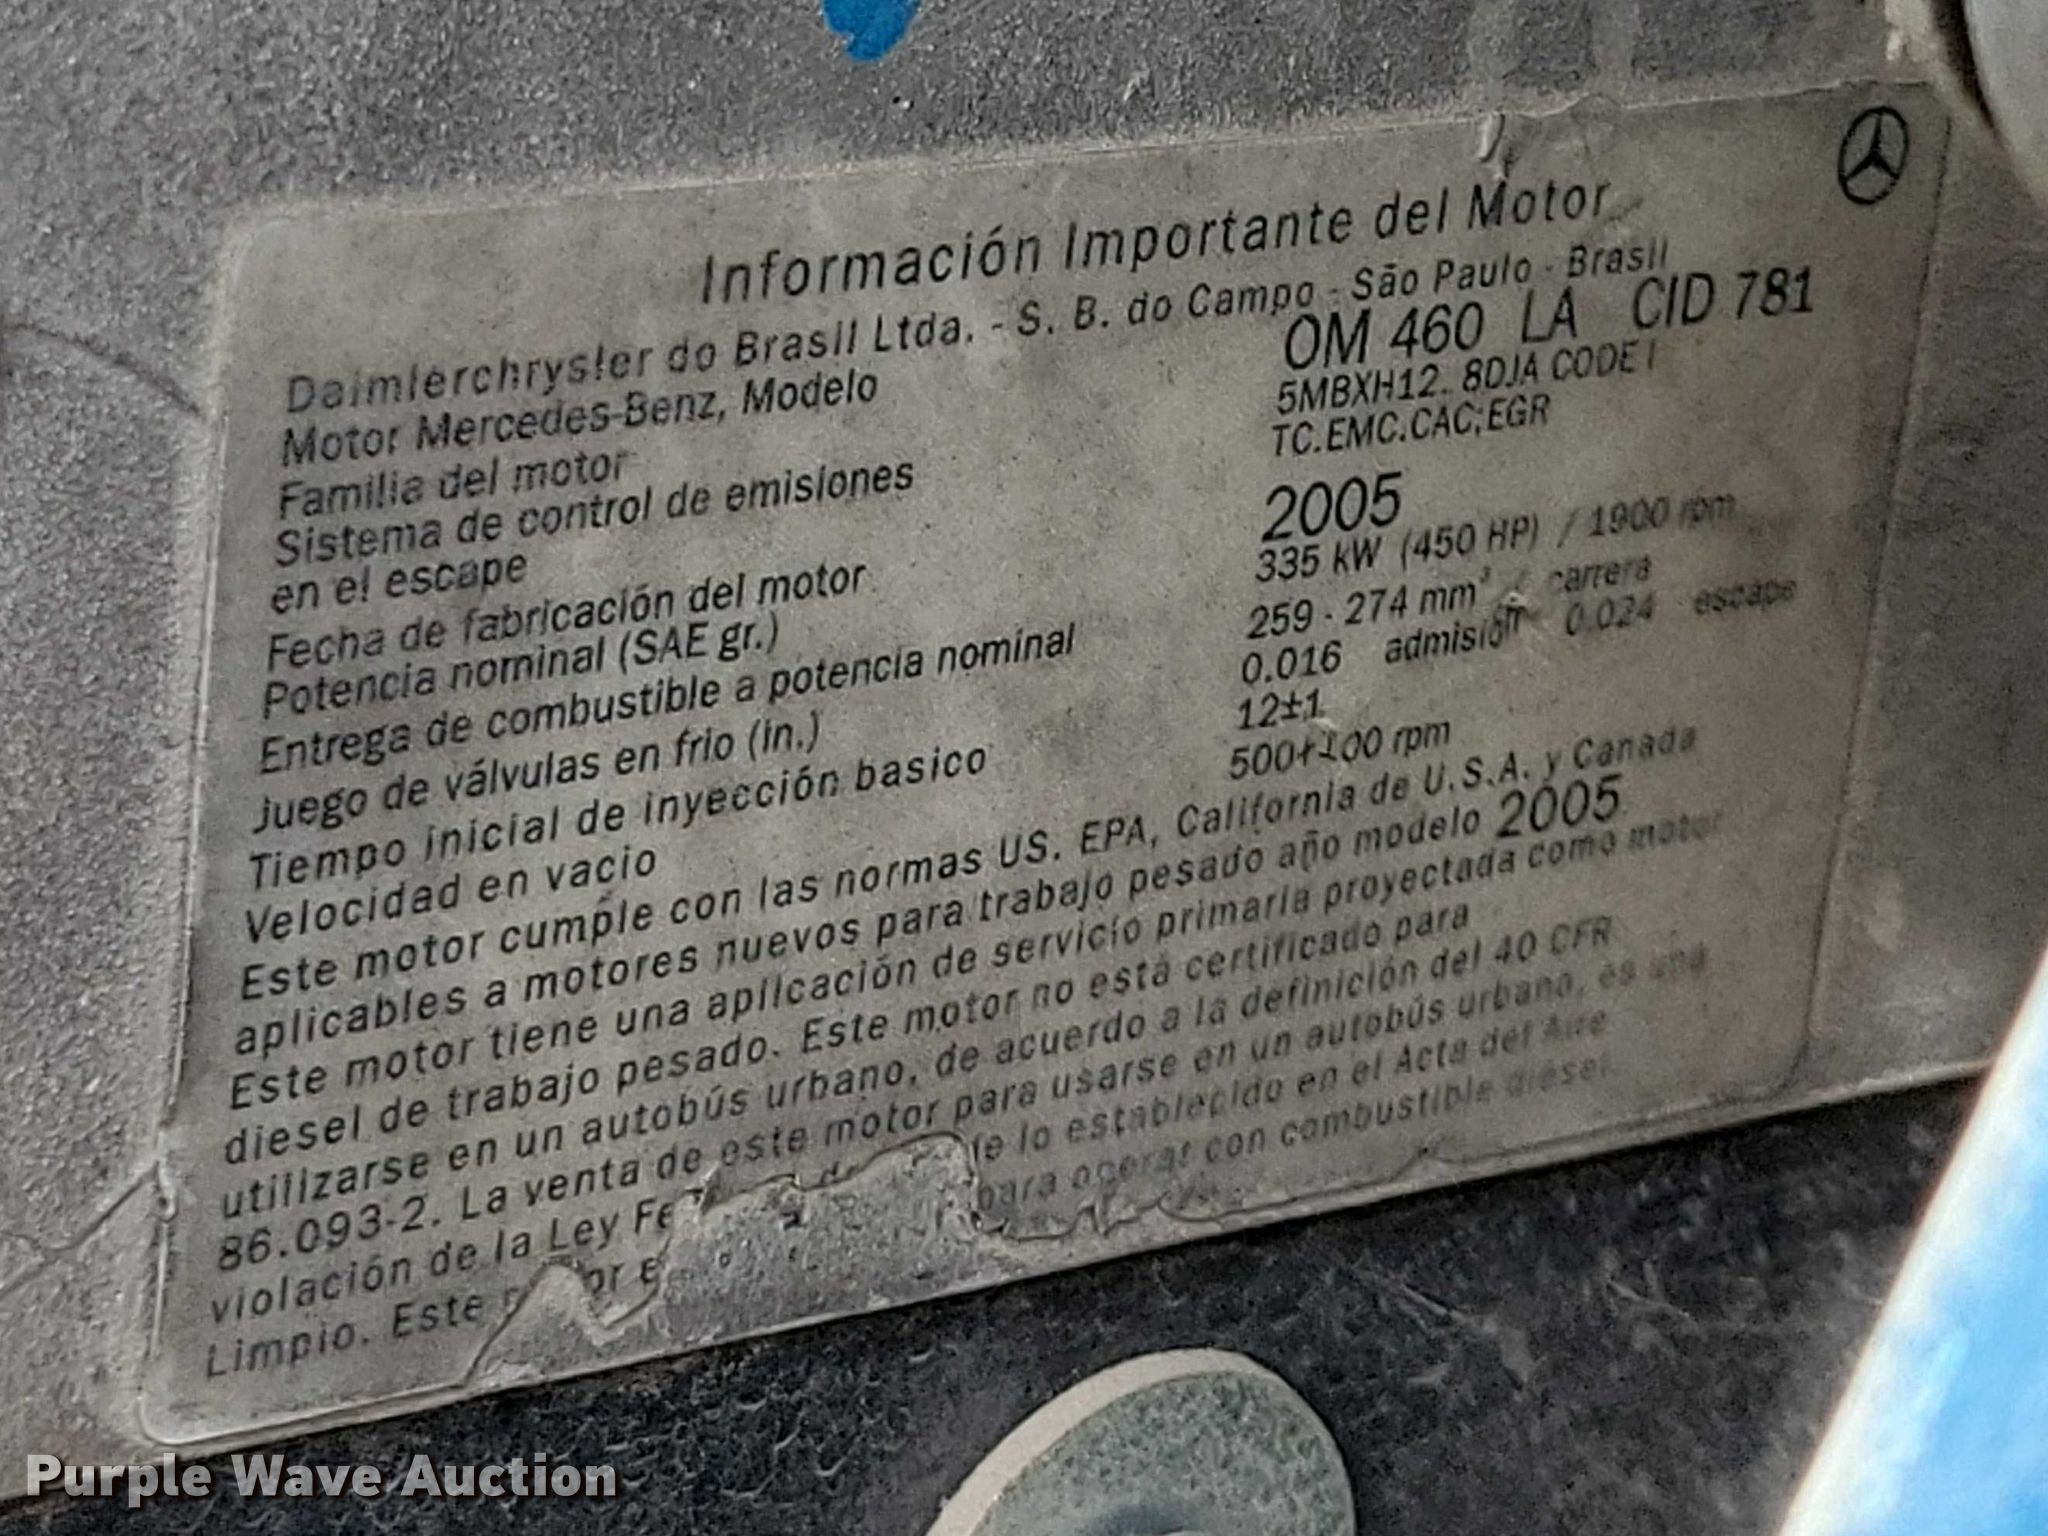 Información Importante del Motor
Daimlerchrysler do Brasil Ltda. - S. B. do Campo - São Paulo - Brasil
Motor Mercedes-Benz, Modelo OM 460 LA CID 781
Familia del motor 5MBXH12. 8DJA CODE I
Sistema de control de emisiones TC.EMC.CAC;EGR
en el escape
Fecha de fabricación del motor 2005
Potencia nominal (SAE gr.) 335 kW (450 HP) / 1900 rpm
Entrega de combustible a potencia nominal 259 - 274 mm³ / carrera
Juego de válvulas en frio (in.) 0.016 admisión 0.024 escape
Tiempo inicial de inyección basico 12±1
Velocidad en vacio 500+100 rpm
Este motor cumple con las normas US. EPA, California de U.S.A. y Canada
aplicables a motores nuevos para trabajo pesado año modelo 2005
Este motor tiene una aplicación de servicio primaria proyectada como motor
diesel de trabajo pesado. Este motor no está certificado para
utilizarse en un autobús urbano, de acuerdo a la definición del 40 CFR
86.093-2. La venta de este motor para usarse en un autobús urbano, es una
violación de la Ley lo establecido en el Acta del Aire
Limpio. Este para operar con combustible diesel.
Purple Wave Auction